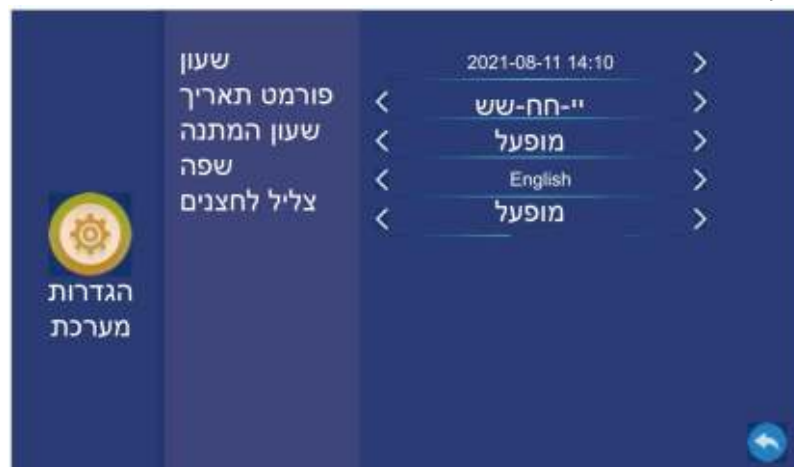 שעון
2021-08-11 14:10
פורמט תאריך
יי-חח-שש
שעון המתנה
מופעל
שפה
English
צליל לחצנים
מופעל
הגדרות
מערכת